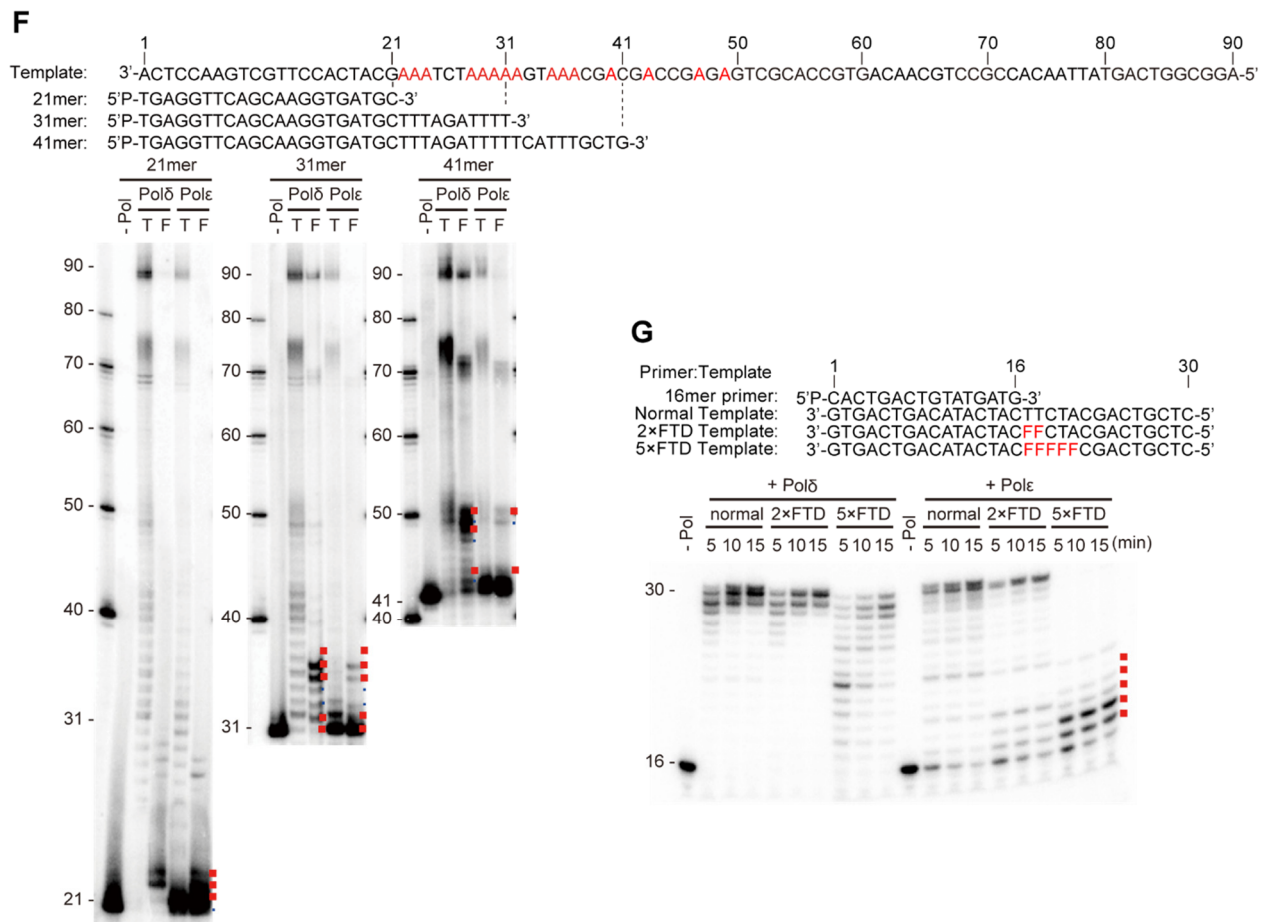 F
1 21 31 41 50 60 70 80 90
Template: 3'-ACTCCAAGTCGTTCCACTACGAAATCTAAAAAGTAAACGACGACCGAGAGTCGCACCGTGACAACGTCCGCCACAATTATGACTGGCGGA-5'
21mer: 5'P-TGAGGTTCAGCAAGGTGATGC-3'
31mer: 5'P-TGAGGTTCAGCAAGGTGATGCTTTAGATTTT-3'
41mer: 5'P-TGAGGTTCAGCAAGGTGATGCTTTAGATTTTTCATTTGCTG-3'
21mer 31mer 41mer
- Pol Polδ Polε - Pol Polδ Polε - Pol Polδ Polε
T F T F T F T F T F T F
90 - 90 - 90 -
80 - 80 - 80 -
70 - 70 - 70 -
60 - 60 - 60 -
50 - 50 - 50 -
40 - 40 - 41 -
40 -
31 - 31 -
21 -
G
Primer:Template 1 16 30
16mer primer: 5'P-CACTGACTGTATGATG-3'
Normal Template: 3'-GTGACTGACATACTACTTCTACGACTGCTC-5'
2×FTD Template: 3'-GTGACTGACATACTACFFCTACGACTGCTC-5'
5×FTD Template: 3'-GTGACTGACATACTACFFFFFCGACTGCTC-5'
+ Polδ + Polε
- Pol normal 2×FTD 5×FTD - Pol normal 2×FTD 5×FTD
5 10 15 5 10 15 5 10 15 5 10 15 5 10 15 5 10 15 (min)
30 -
16 -